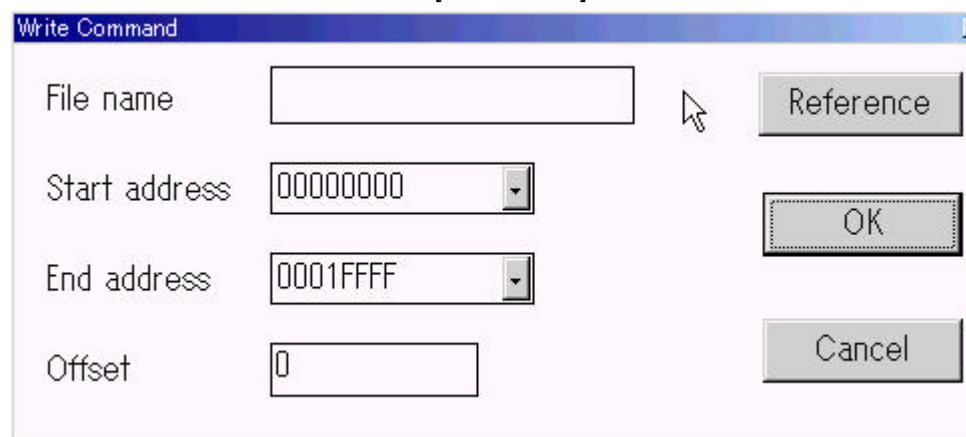 Write Command
File name
Reference
Start address 00000000
OK
End address 0001FFFF
Offset 0
Cancel